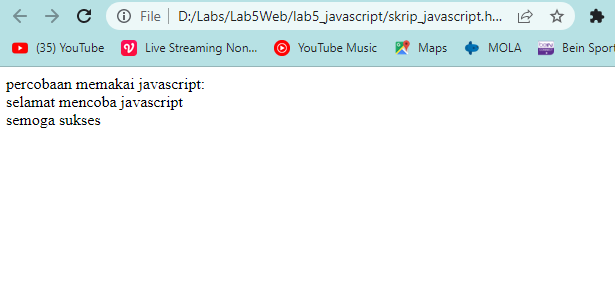 File D:/Labs/Lab5Web/lab5_javascript/skrip_javascript.h...
(35) YouTube Live Streaming Non... YouTube Music Maps MOLA Bein Sport
percobaan memakai javascript:
selamat mencoba javascript
semoga sukses